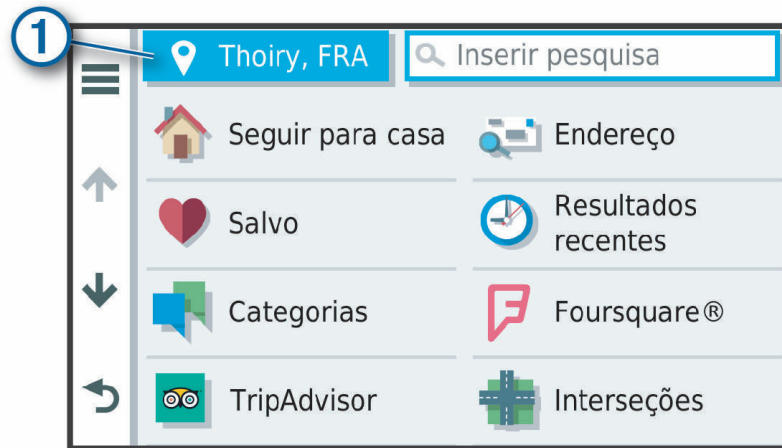 1
Thoiry, FRA
Inserir pesquisa
Seguir para casa
Endereço
Salvo
Resultados
recentes
Categorias
Foursquare®
TripAdvisor
Interseções